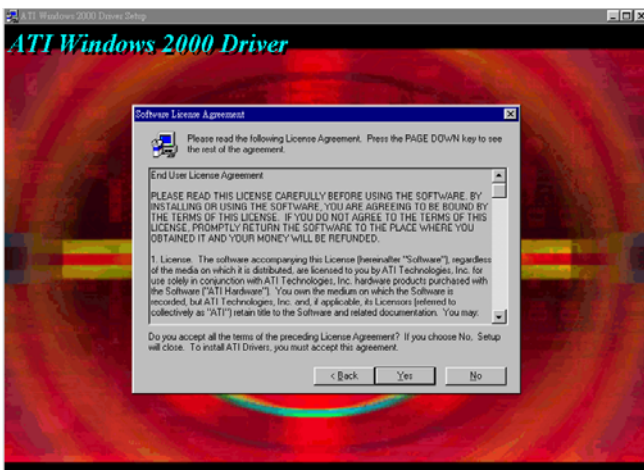 ATI Windows 2000 Driver Setup
ATI Windows 2000 Driver
Software License Agreement
Please read the following License Agreement. Press the PAGE DOWN key to see
the rest of the agreement.
End User License Agreement
PLEASE READ THIS LICENSE CAREFULLY BEFORE USING THE SOFTWARE. BY
INSTALLING OR USING THE SOFTWARE, YOU ARE AGREEING TO BE BOUND BY
THE TERMS OF THIS LICENSE. IF YOU DO NOT AGREE TO THE TERMS OF THIS
LICENSE, PROMPTLY RETURN THE SOFTWARE TO THE PLACE WHERE YOU
OBTAINED IT AND YOUR MONEY WILL BE REFUNDED.
1. License. The software accompanying this License (hereinafter "Software"), regardless
of the media on which it is distributed, are licensed to you by ATI Technologies, Inc. for
use solely in conjunction with ATI Technologies, Inc. hardware products purchased with
the Software ("ATI Hardware"). You own the medium on which the Software is
recorded, but ATI Technologies, Inc. and, if applicable, its Licensors (referred to
collectively as "ATI") retain title to the Software and related documentation. You may:
Do you accept all the terms of the preceding License Agreement? If you choose No, Setup
will close. To install ATI Drivers, you must accept this agreement.
< Back Yes No